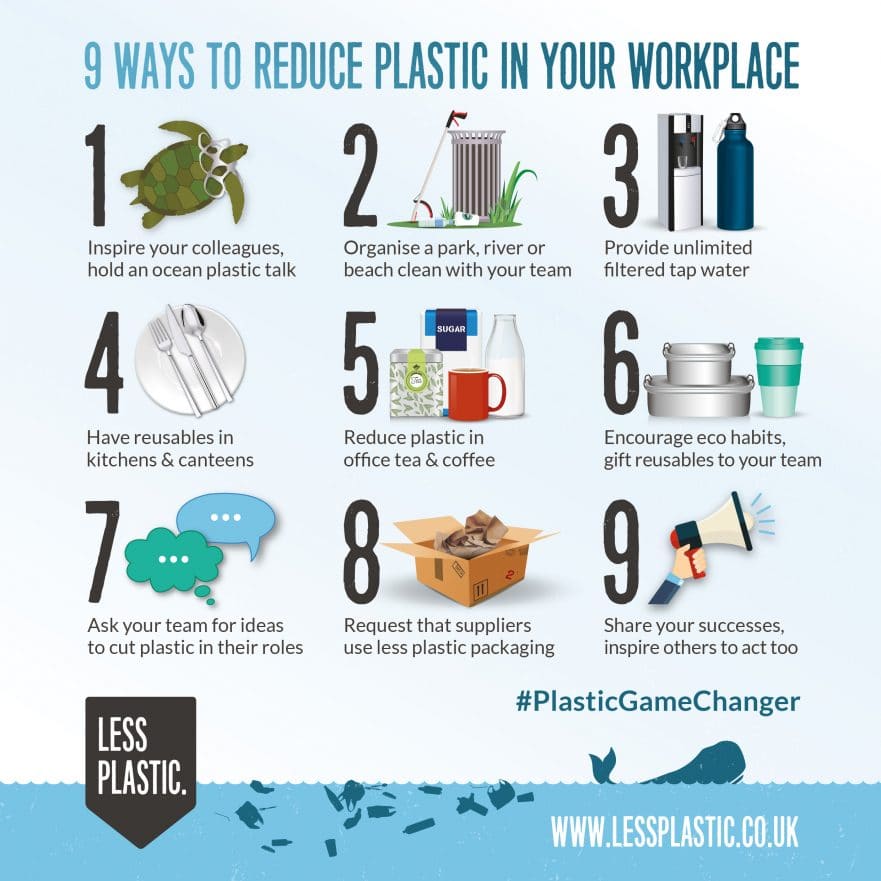 9 WAYS TO REDUCE PLASTIC IN YOUR WORKPLACE
1
Inspire your colleagues,
hold an ocean plastic talk
2
Organise a park, river or
beach clean with your team
3
Provide unlimited
filtered tap water
4
Have reusables in
kitchens & canteens
5
SUGAR
Reduce plastic in
office tea & coffee
6
Encourage eco habits,
gift reusables to your team
7
Ask your team for ideas
to cut plastic in their roles
8
Request that suppliers
use less plastic packaging
9
Share your successes,
inspire others to act too
#PlasticGameChanger
LESS
PLASTIC.
WWW.LESSPLASTIC.CO.UK